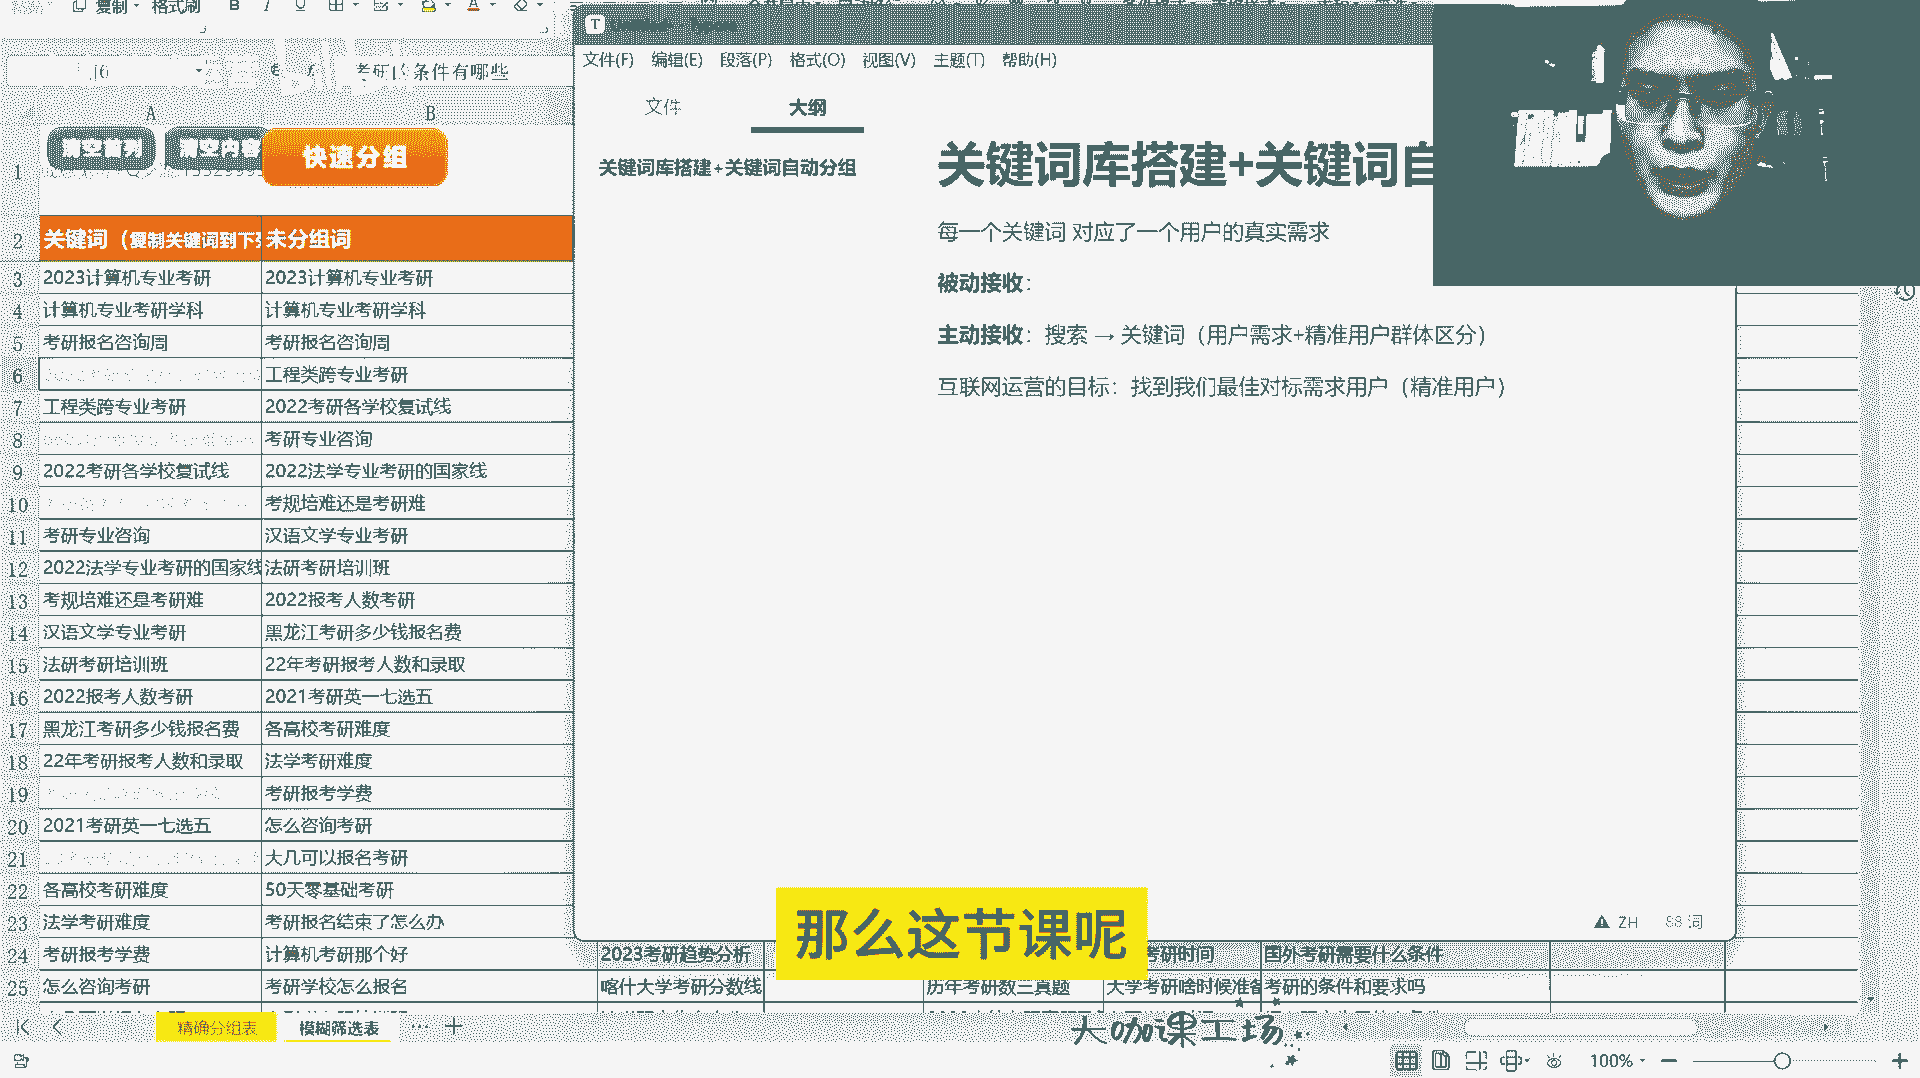 复制
格式刷
B
考研的条件有哪些
A
B
清空首列
清空内容
快速分组
1
2
关键词（复制关键词到下列
未分组词
3
2023计算机专业考研
2023计算机专业考研
4
计算机专业考研学科
计算机专业考研学科
5
考研报名咨询周
考研报名咨询周
6
工程类跨专业考研
7
工程类跨专业考研
2022考研各学校复试线
8
考研专业咨询
9
2022考研各学校复试线
2022法学专业考研的国家线
10
考规培难还是考研难
11
考研专业咨询
汉语文学专业考研
12
2022法学专业考研的国家线
法研考研培训班
13
考规培难还是考研难
2022报考人数考研
14
汉语文学专业考研
黑龙江考研多少钱报名费
15
法研考研培训班
22年考研报考人数和录取
16
2022报考人数考研
2021考研英一七选五
17
黑龙江考研多少钱报名费
各高校考研难度
18
22年考研报考人数和录取
法学考研难度
19
考研报考学费
20
2021考研英一七选五
怎么咨询考研
21
大几可以报名考研
22
各高校考研难度
50天零基础考研
23
法学考研难度
考研报名结束了怎么办
24
考研报考学费
计算机考研那个好
2023考研趋势分析
考研时间
国外考研需要什么条件
25
怎么咨询考研
考研学校怎么报名
喀什大学考研分数线
历年考研数三真题
大学考研啥时候准备
考研的条件和要求吗
精确分组表
模糊筛选表
100%
T
文件(F)
编辑(E)
段落(P)
格式(O)
视图(V)
主题(T)
帮助(H)
文件
大纲
关键词库搭建+关键词自动分组
关键词库搭建+关键词自
每一个关键词 对应了一个用户的真实需求
被动接收：
主动接收：搜索 → 关键词（用户需求+精准用户群体区分）
互联网运营的目标：找到我们最佳对标需求用户（精准用户）
ZH
词
那么这节课呢
大咖课工场